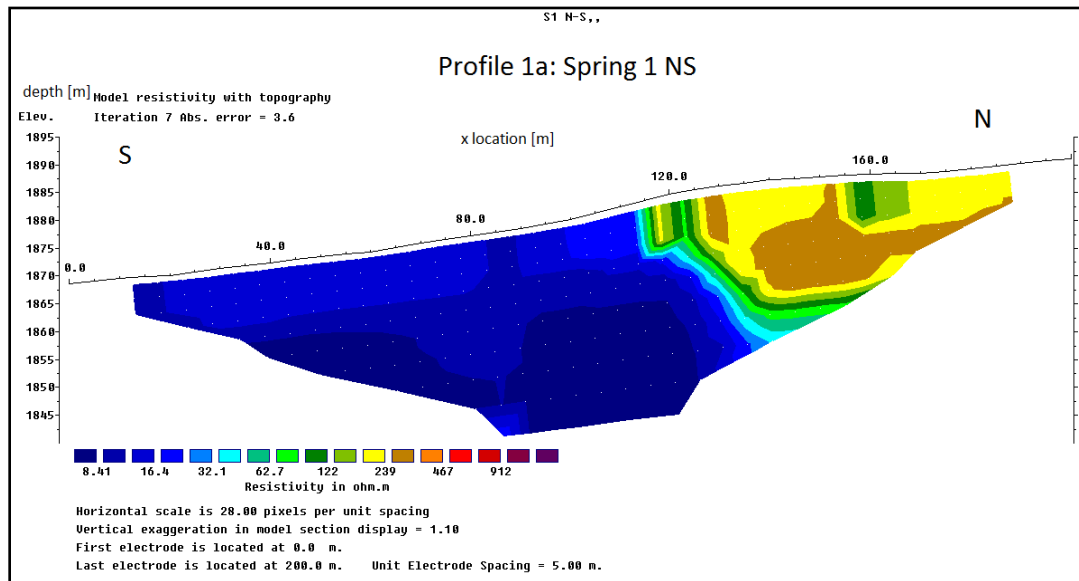 S1 N-S,,
Profile 1a: Spring 1 NS
depth [m] Model resistivity with topography
Elev. Iteration 7 Abs. error = 3.6
x location [m]
S
N
1895
1890
1885
1880
1875
1870
1865
1860
1855
1850
1845
0.0 40.0 80.0 120.0 160.0
8.41 16.4 32.1 62.7 122 239 467 912
Resistivity in ohm.m
Horizontal scale is 28.00 pixels per unit spacing
Vertical exaggeration in model section display = 1.10
First electrode is located at 0.0 m.
Last electrode is located at 200.0 m. Unit Electrode Spacing = 5.00 m.